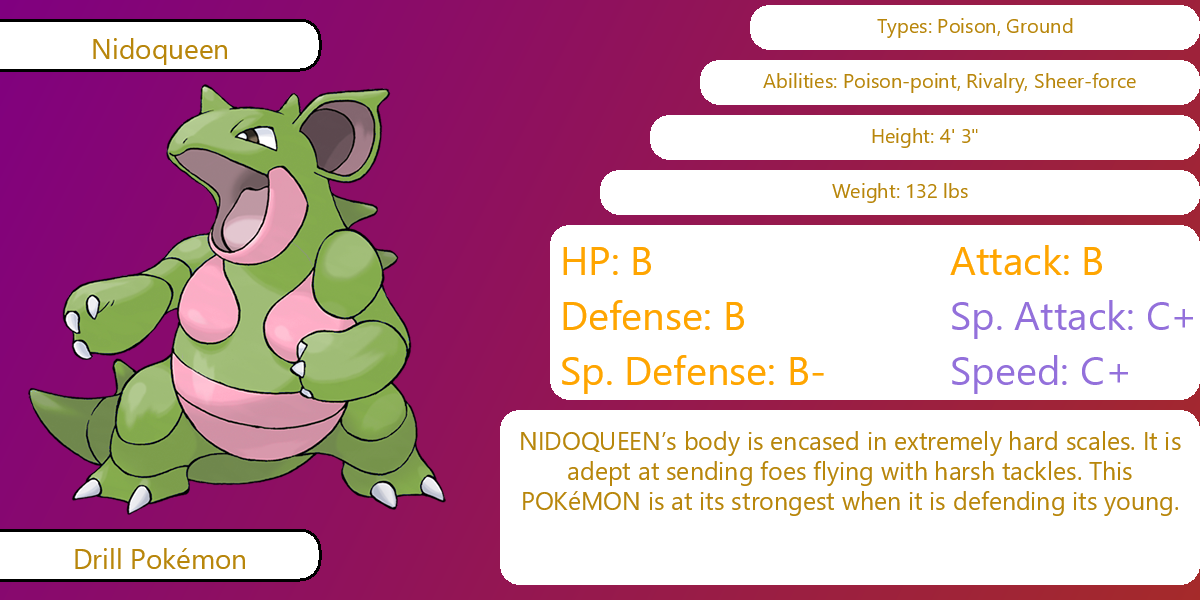 Nidoqueen
Types: Poison, Ground
Abilities: Poison-point, Rivalry, Sheer-force
Height: 4' 3"
Weight: 132 lbs
HP: B
Attack: B
Defense: B
Sp. Attack: C+
Sp. Defense: B-
Speed: C+
NIDOQUEEN’s body is encased in extremely hard scales. It is
adept at sending foes flying with harsh tackles. This
POKéMON is at its strongest when it is defending its young.
Drill Pokémon